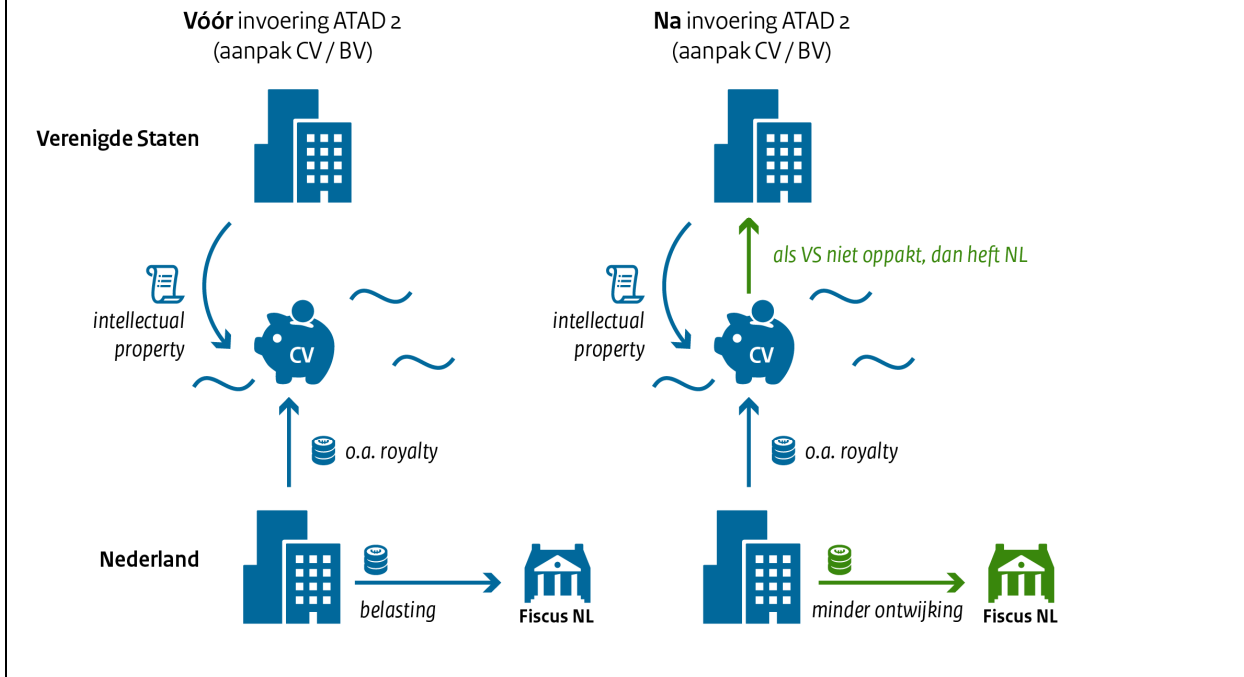 Vóór invoering ATAD 2
(aanpak CV / BV)
Na invoering ATAD 2
(aanpak CV / BV)
Verenigde Staten
als VS niet oppakt, dan heft NL
intellectual
property
CV
intellectual
property
CV
o.a. royalty
o.a. royalty
Nederland
belasting
Fiscus NL
minder ontwijking
Fiscus NL